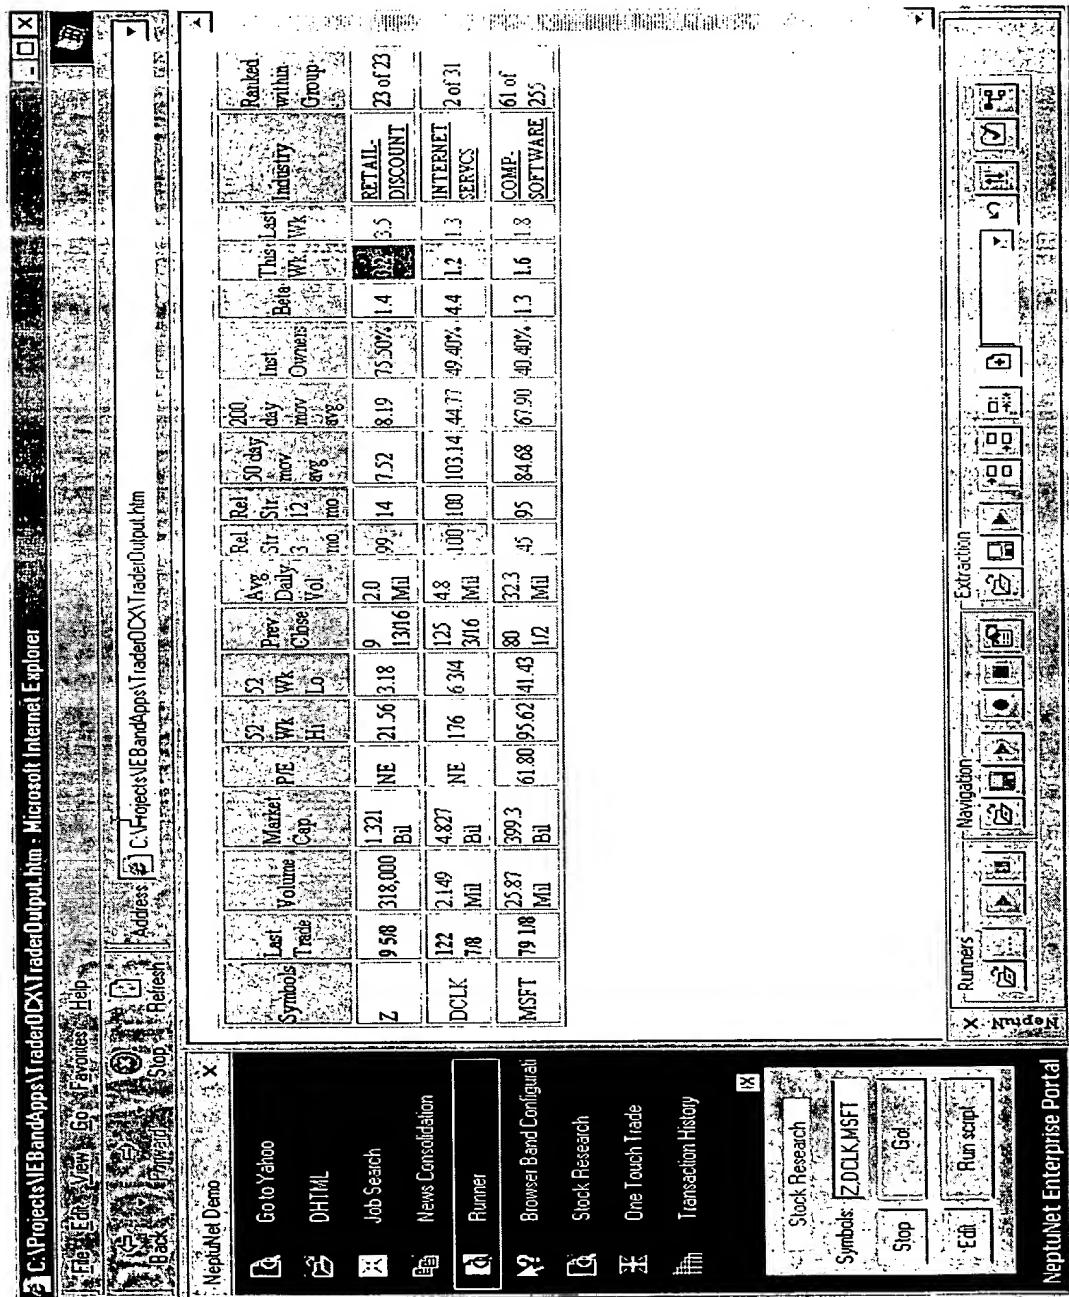 C:\Projects\IEBandApps\TraderOCX\TraderOutput.htm - Microsoft Internet Explorer
File Edit View Go Favorites Help
Back Forward Stop Refresh
Address C:\Projects\IEBandApps\TraderOCX\TraderOutput.htm
NeptuNet Demo X
Go to Yahoo
DHTML
Job Search
News Consolidation
Runner
Browser Band Configurati
Stock Research
One Touch Trade
Transaction History
Stock Research
Symbols: Z,DCLK,MSFT
Stop Go!
Edit Run script
NeptuNet Enterprise Portal
Symbols Last Trade Volume Market Cap P/E 52 Wk Hi 52 Wk Lo Prev. Close Avg Daily Vol. Rel Str 3 mo. Rel Str 12 mo 50 day mov avg 200 day mov avg Inst. Owners Beta This Wk Last Wk Industry Ranked within Group
Z 9 5/8 318,000 1.321 Bil NE 21.56 3.18 9 13/16 2.0 Mil 99 14 7.52 8.19 75.50% 1.4 3.5 RETAIL-DISCOUNT 23 of 23
DCLK 122 7/8 2.149 Mil 4.827 Bil NE 176 6 3/4 125 3/16 4.8 Mil 100 100 103.14 44.77 49.40% 4.4 1.2 1.3 INTERNET SERVCS 2 of 31
MSFT 79 1/8 25.87 Mil 399.3 Bil 61.80 95.62 41.43 80 1/2 32.3 Mil 45 95 84.68 67.90 40.40% 1.3 1.6 1.8 COMP-SOFTWARE 61 of 255
X NeptuN
Runners Navigation Extraction